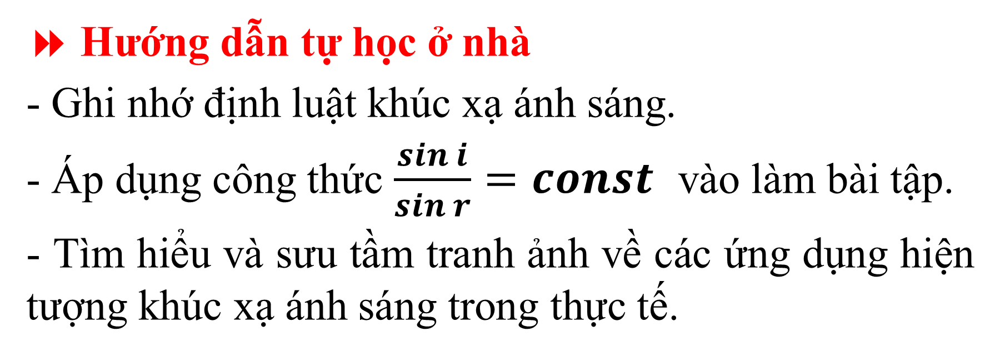 Hướng dẫn tự học ở nhà
- Ghi nhớ định luật khúc xạ ánh sáng.
- Áp dụng công thức sin i / sin r = const vào làm bài tập.
- Tìm hiểu và sưu tầm tranh ảnh về các ứng dụng hiện
tượng khúc xạ ánh sáng trong thực tế.